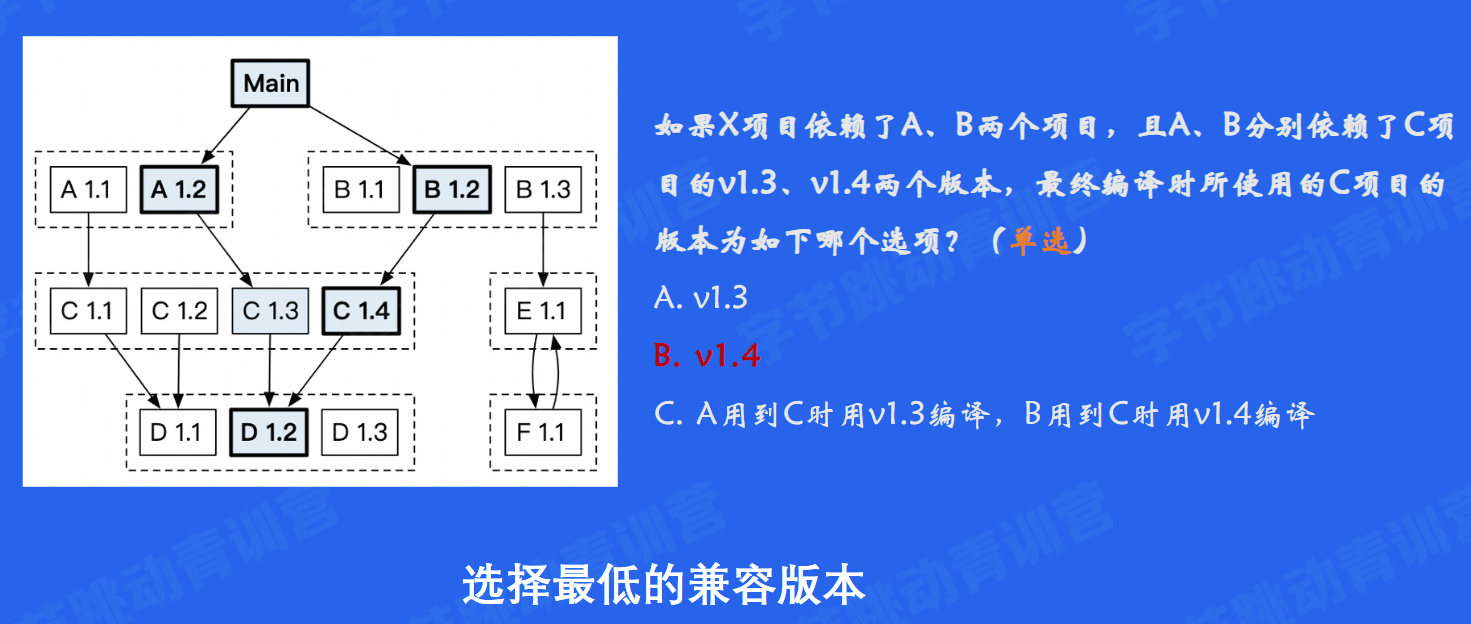 Main
A 1.1 A 1.2 B 1.1 B 1.2 B 1.3
C 1.1 C 1.2 C 1.3 C 1.4 E 1.1
D 1.1 D 1.2 D 1.3 F 1.1
如果X项目依赖了A、B两个项目，且A、B分别依赖了C项
目的v1.3、v1.4两个版本，最终编译时所使用的C项目的
版本为如下哪个选项？（单选）
A. v1.3
B. v1.4
C. A用到C时用v1.3编译，B用到C时用v1.4编译
选择最低的兼容版本
字节跳动青训营